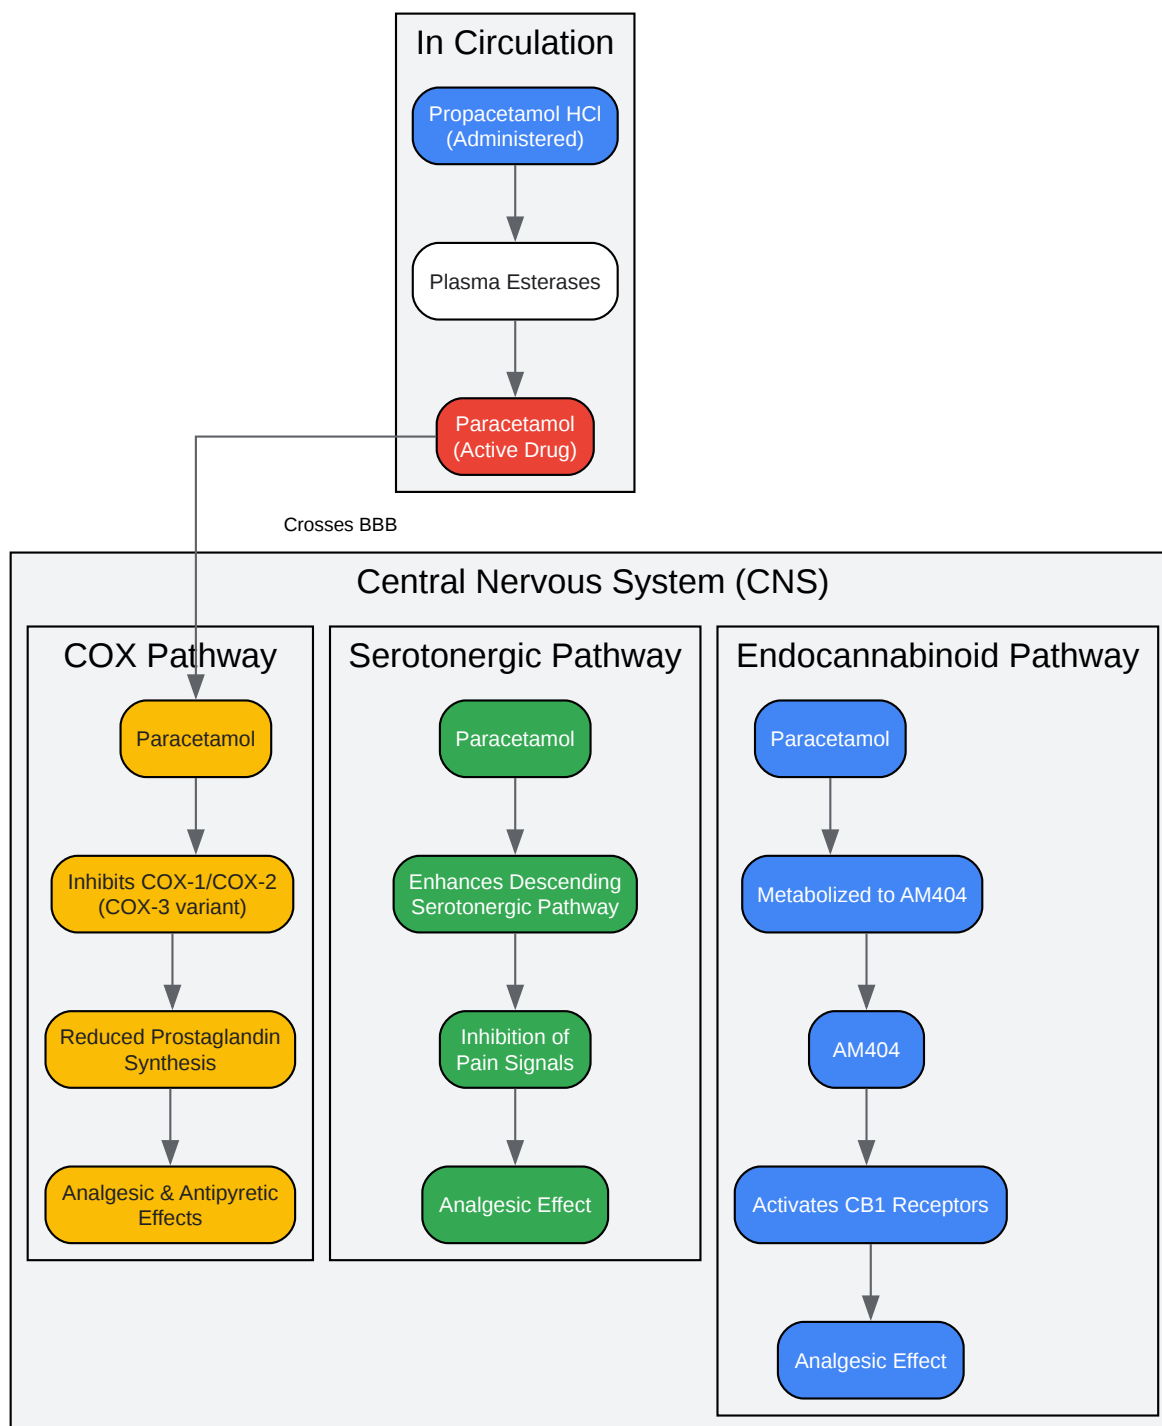 In Circulation
Propacetamol HCl
(Administered)
Plasma Esterases
Paracetamol
(Active Drug)
Crosses BBB
Central Nervous System (CNS)
COX Pathway
Paracetamol
Inhibits COX-1/COX-2
(COX-3 variant)
Reduced Prostaglandin
Synthesis
Analgesic & Antipyretic
Effects
Serotonergic Pathway
Paracetamol
Enhances Descending
Serotonergic Pathway
Inhibition of
Pain Signals
Analgesic Effect
Endocannabinoid Pathway
Paracetamol
Metabolized to AM404
AM404
Activates CB1 Receptors
Analgesic Effect